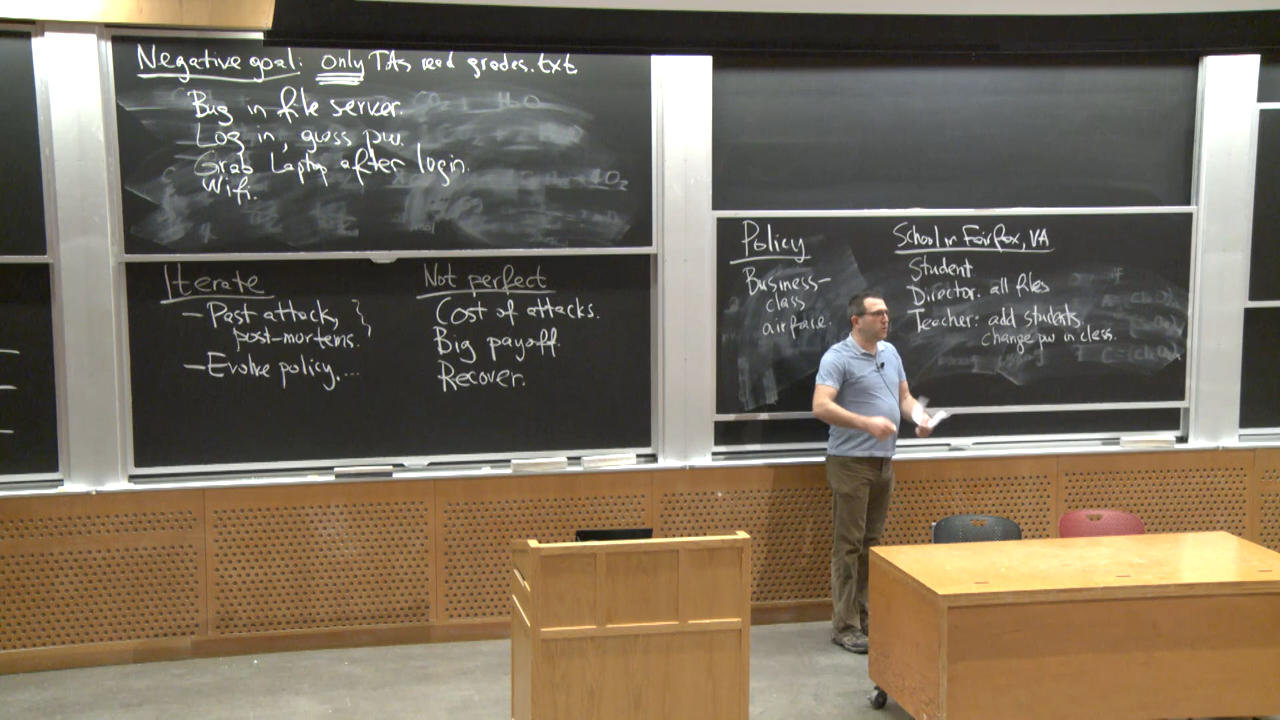 Negative goal: Only TAs read grades.txt
Bug in file server.
Log in, guess pw.
Grab Laptop after login.
Wifi.
Iterate
- Past attack,
post-mortems.
- Evolve policy, ...
Not perfect
Cost of attacks.
Big payoff.
Recover.
Policy
Business-
class
airfare.
School in Fairfox, VA
Student
Director: all files
Teacher: add students,
change pw in class.